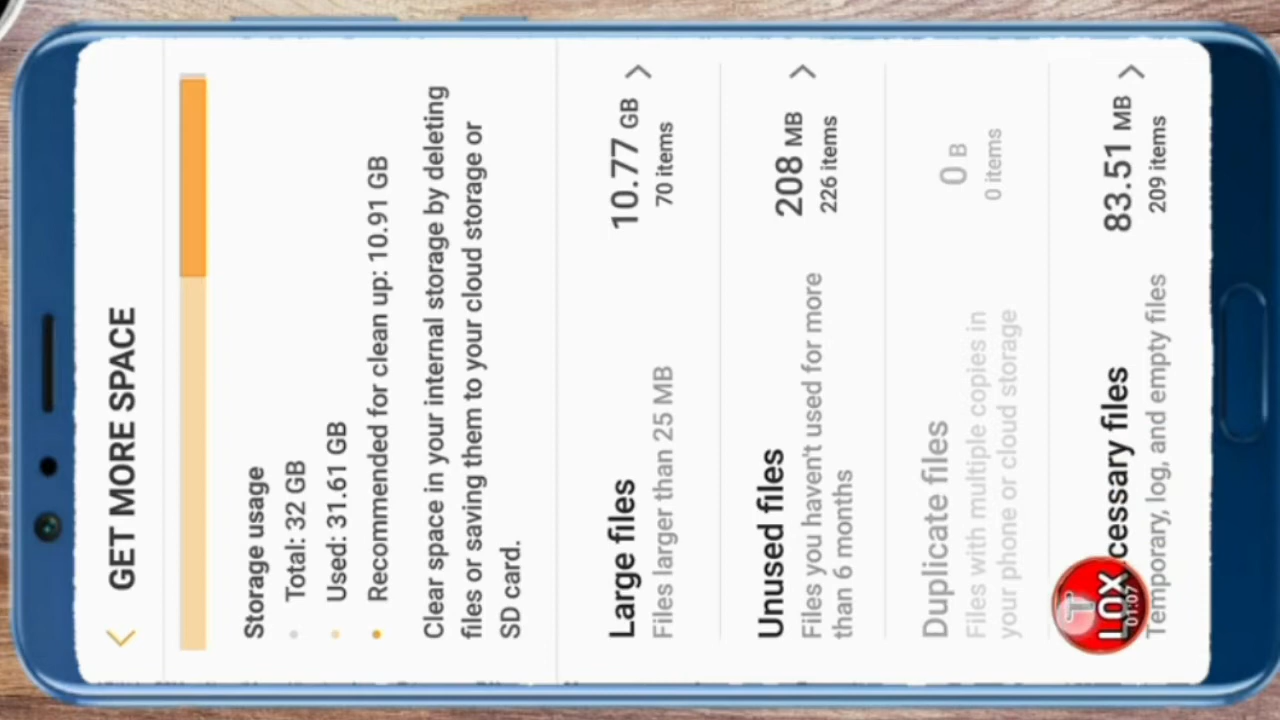 GET MORE SPACE
Storage usage
Total: 32 GB
Used: 31.61 GB
Recommended for clean up: 10.91 GB
Clear space in your internal storage by deleting
files or saving them to your cloud storage or
SD card.
Large files
10.77 GB
Files larger than 25 MB
70 items
Unused files
208 MB
Files you haven't used for more
than 6 months
226 items
Duplicate files
0 B
Files with multiple copies in
your phone or cloud storage
0 items
cessary files
83.51 MB
Temporary, log, and empty files
209 items
T
LOX
01:07